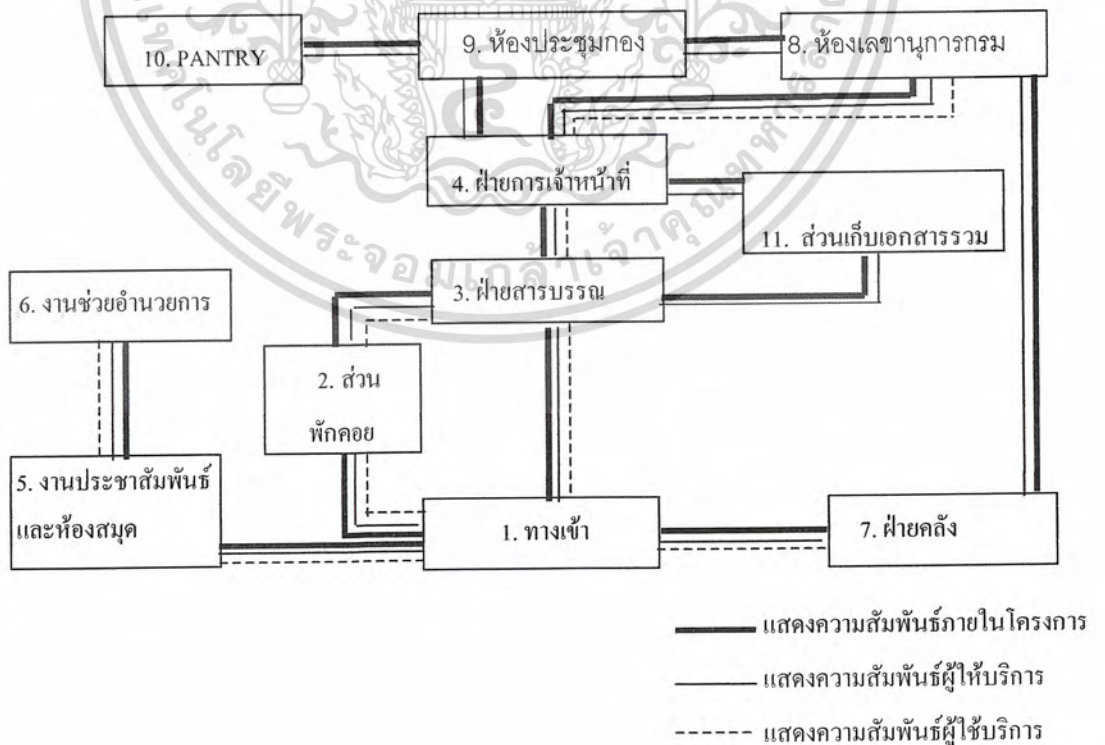 10. PANTRY
9. ห้องประชุมกอง
8. ห้องเลขานุการกรม
4. ฝ่ายการเจ้าหน้าที่
11. ส่วนเก็บเอกสารรวม
3. ฝ่ายสารบรรณ
6. งานช่วยอำนวยการ
2. ส่วน
พักคอย
5. งานประชาสัมพันธ์
และห้องสมุด
1. ทางเข้า
7. ฝ่ายคลัง
แสดงความสัมพันธ์ภายในโครงการ
แสดงความสัมพันธ์ผู้ให้บริการ
แสดงความสัมพันธ์ผู้ใช้บริการ